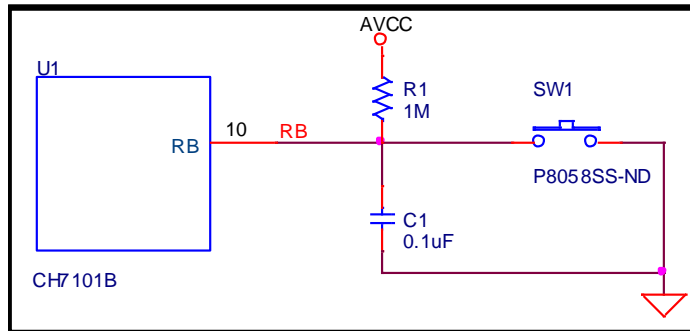 AVCC
U1
R1
1M
SW1
RB
10
RB
P8058SS-ND
C1
0.1uF
CH7101B